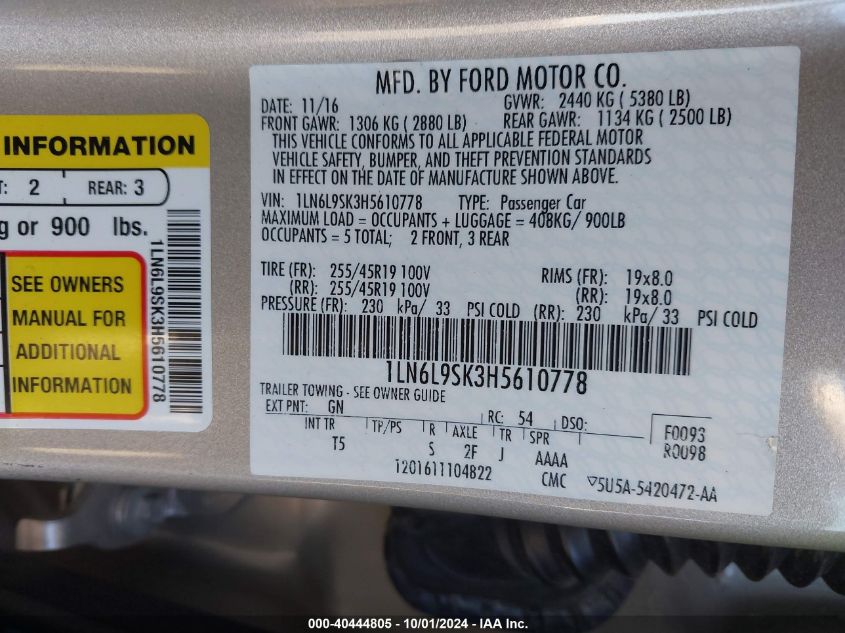 INFORMATION
2 REAR: 3
g or 900 lbs.
SEE OWNERS
MANUAL FOR
ADDITIONAL
INFORMATION
1LN6L9SK3H5610778
MFD. BY FORD MOTOR CO.
DATE: 11/16 GVWR: 2440 KG ( 5380 LB)
FRONT GAWR: 1306 KG ( 2880 LB) REAR GAWR: 1134 KG ( 2500 LB)
THIS VEHICLE CONFORMS TO ALL APPLICABLE FEDERAL MOTOR
VEHICLE SAFETY, BUMPER, AND THEFT PREVENTION STANDARDS
IN EFFECT ON THE DATE OF MANUFACTURE SHOWN ABOVE.
VIN: 1LN6L9SK3H5610778 TYPE: Passenger Car
MAXIMUM LOAD = OCCUPANTS + LUGGAGE = 408KG/ 900LB
OCCUPANTS = 5 TOTAL; 2 FRONT, 3 REAR
TIRE (FR): 255/45R19 100V RIMS (FR): 19x8.0
(RR): 255/45R19 100V (RR): 19x8.0
PRESSURE (FR): 230 kPa/ 33 PSI COLD (RR): 230 kPa/ 33 PSI COLD
1LN6L9SK3H5610778
TRAILER TOWING - SEE OWNER GUIDE
EXT PNT: GN RC: 54 DSO: F0093
INT TR TP/PS R AXLE TR SPR R0098
T5 S 2F J AAAA
T201611104822 CMC ▽5U5A-5420472-AA
000-40444805 - 10/01/2024 - IAA Inc.